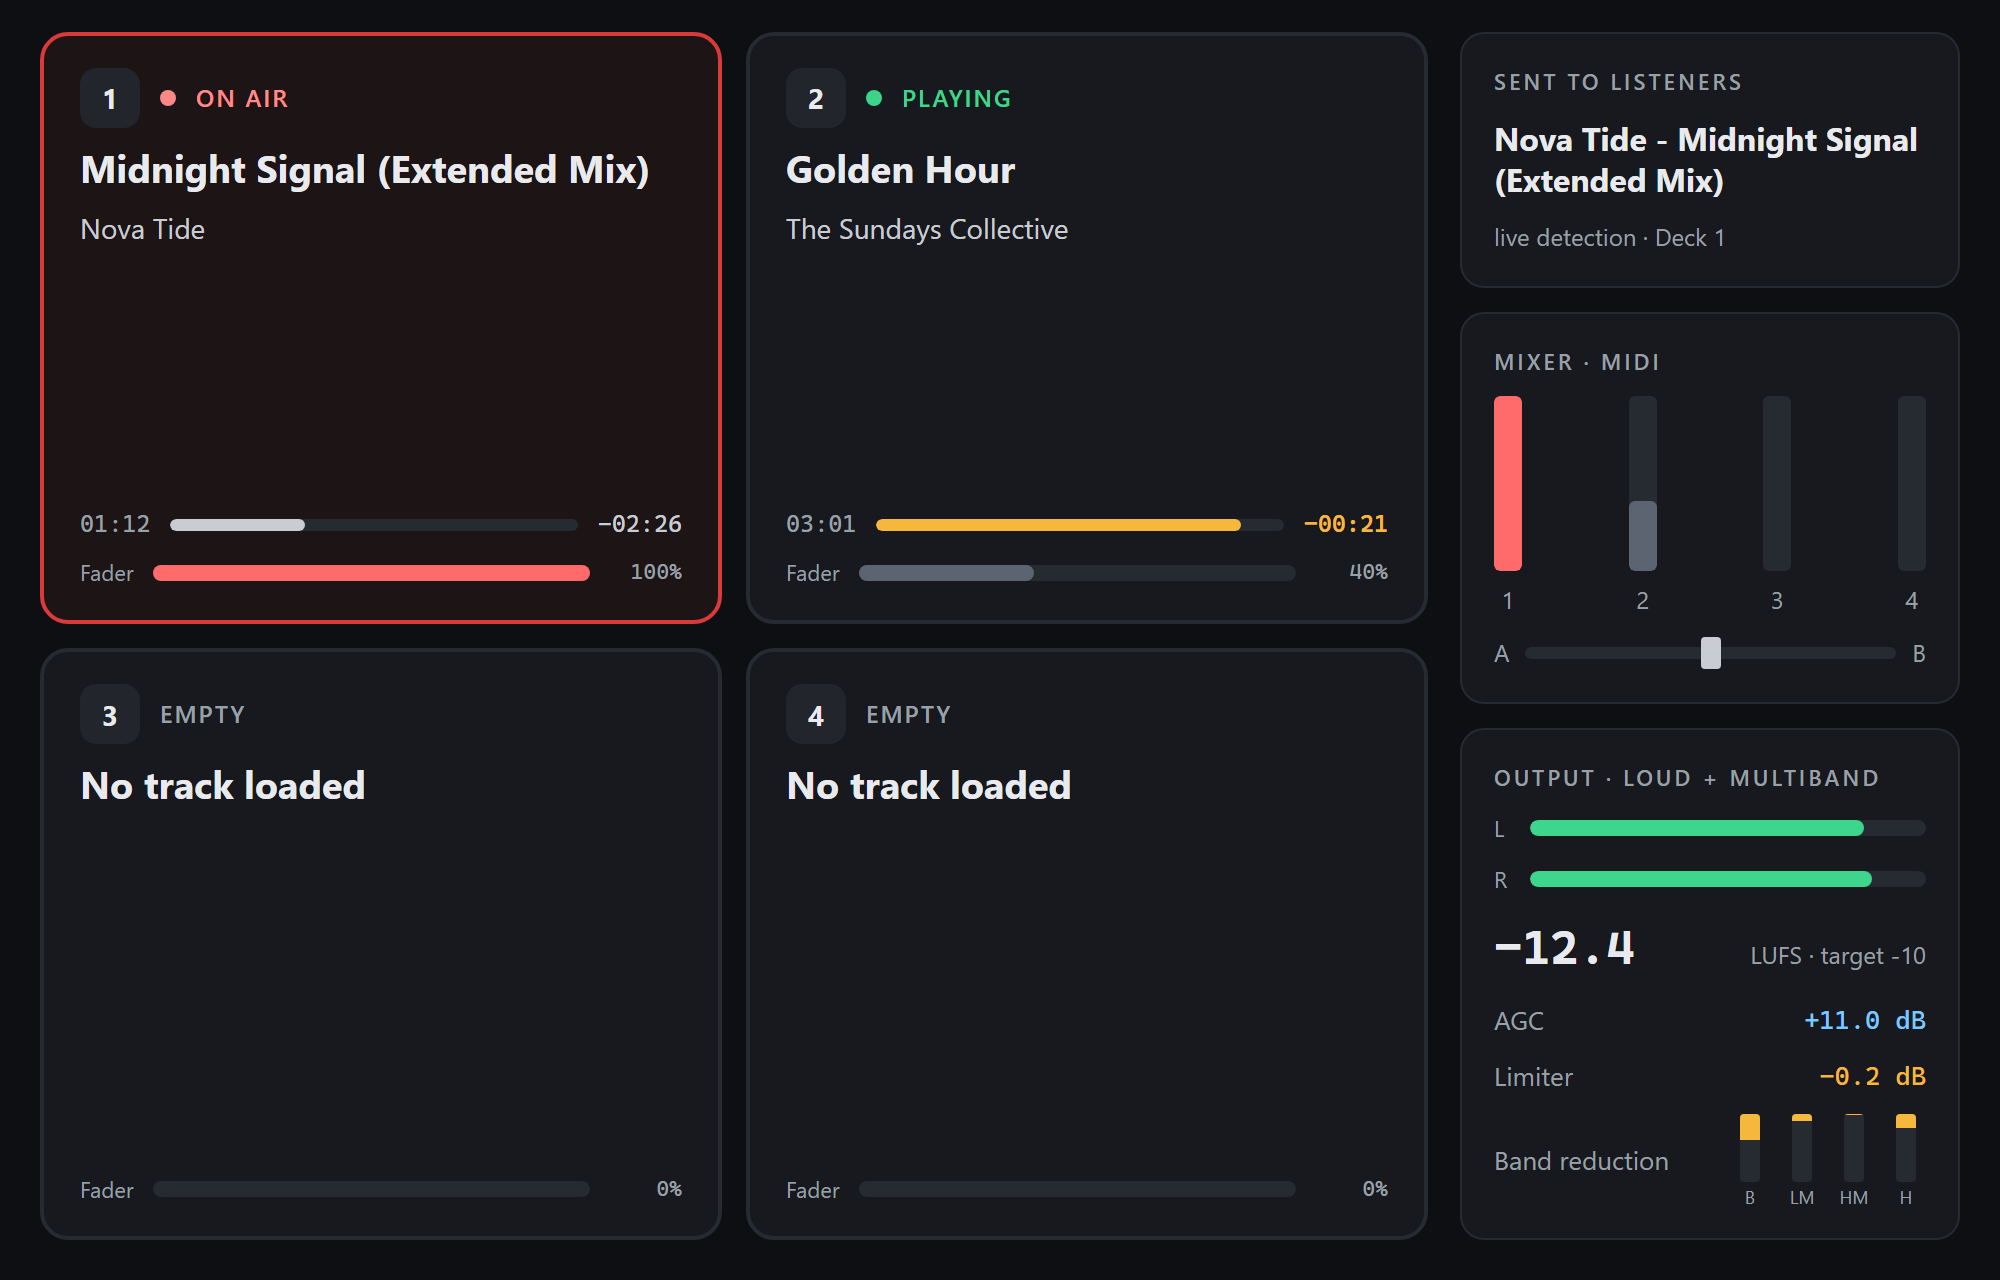 1 ON AIR
Midnight Signal (Extended Mix)
Nova Tide
01:12 −02:26
Fader 100%
2 PLAYING
Golden Hour
The Sundays Collective
03:01 −00:21
Fader 40%
3 EMPTY
No track loaded
Fader 0%
4 EMPTY
No track loaded
Fader 0%
SENT TO LISTENERS
Nova Tide - Midnight Signal
(Extended Mix)
live detection · Deck 1
MIXER · MIDI
1 2 3 4
A B
OUTPUT · LOUD + MULTIBAND
L
R
−12.4 LUFS · target -10
AGC +11.0 dB
Limiter −0.2 dB
Band reduction
B LM HM H